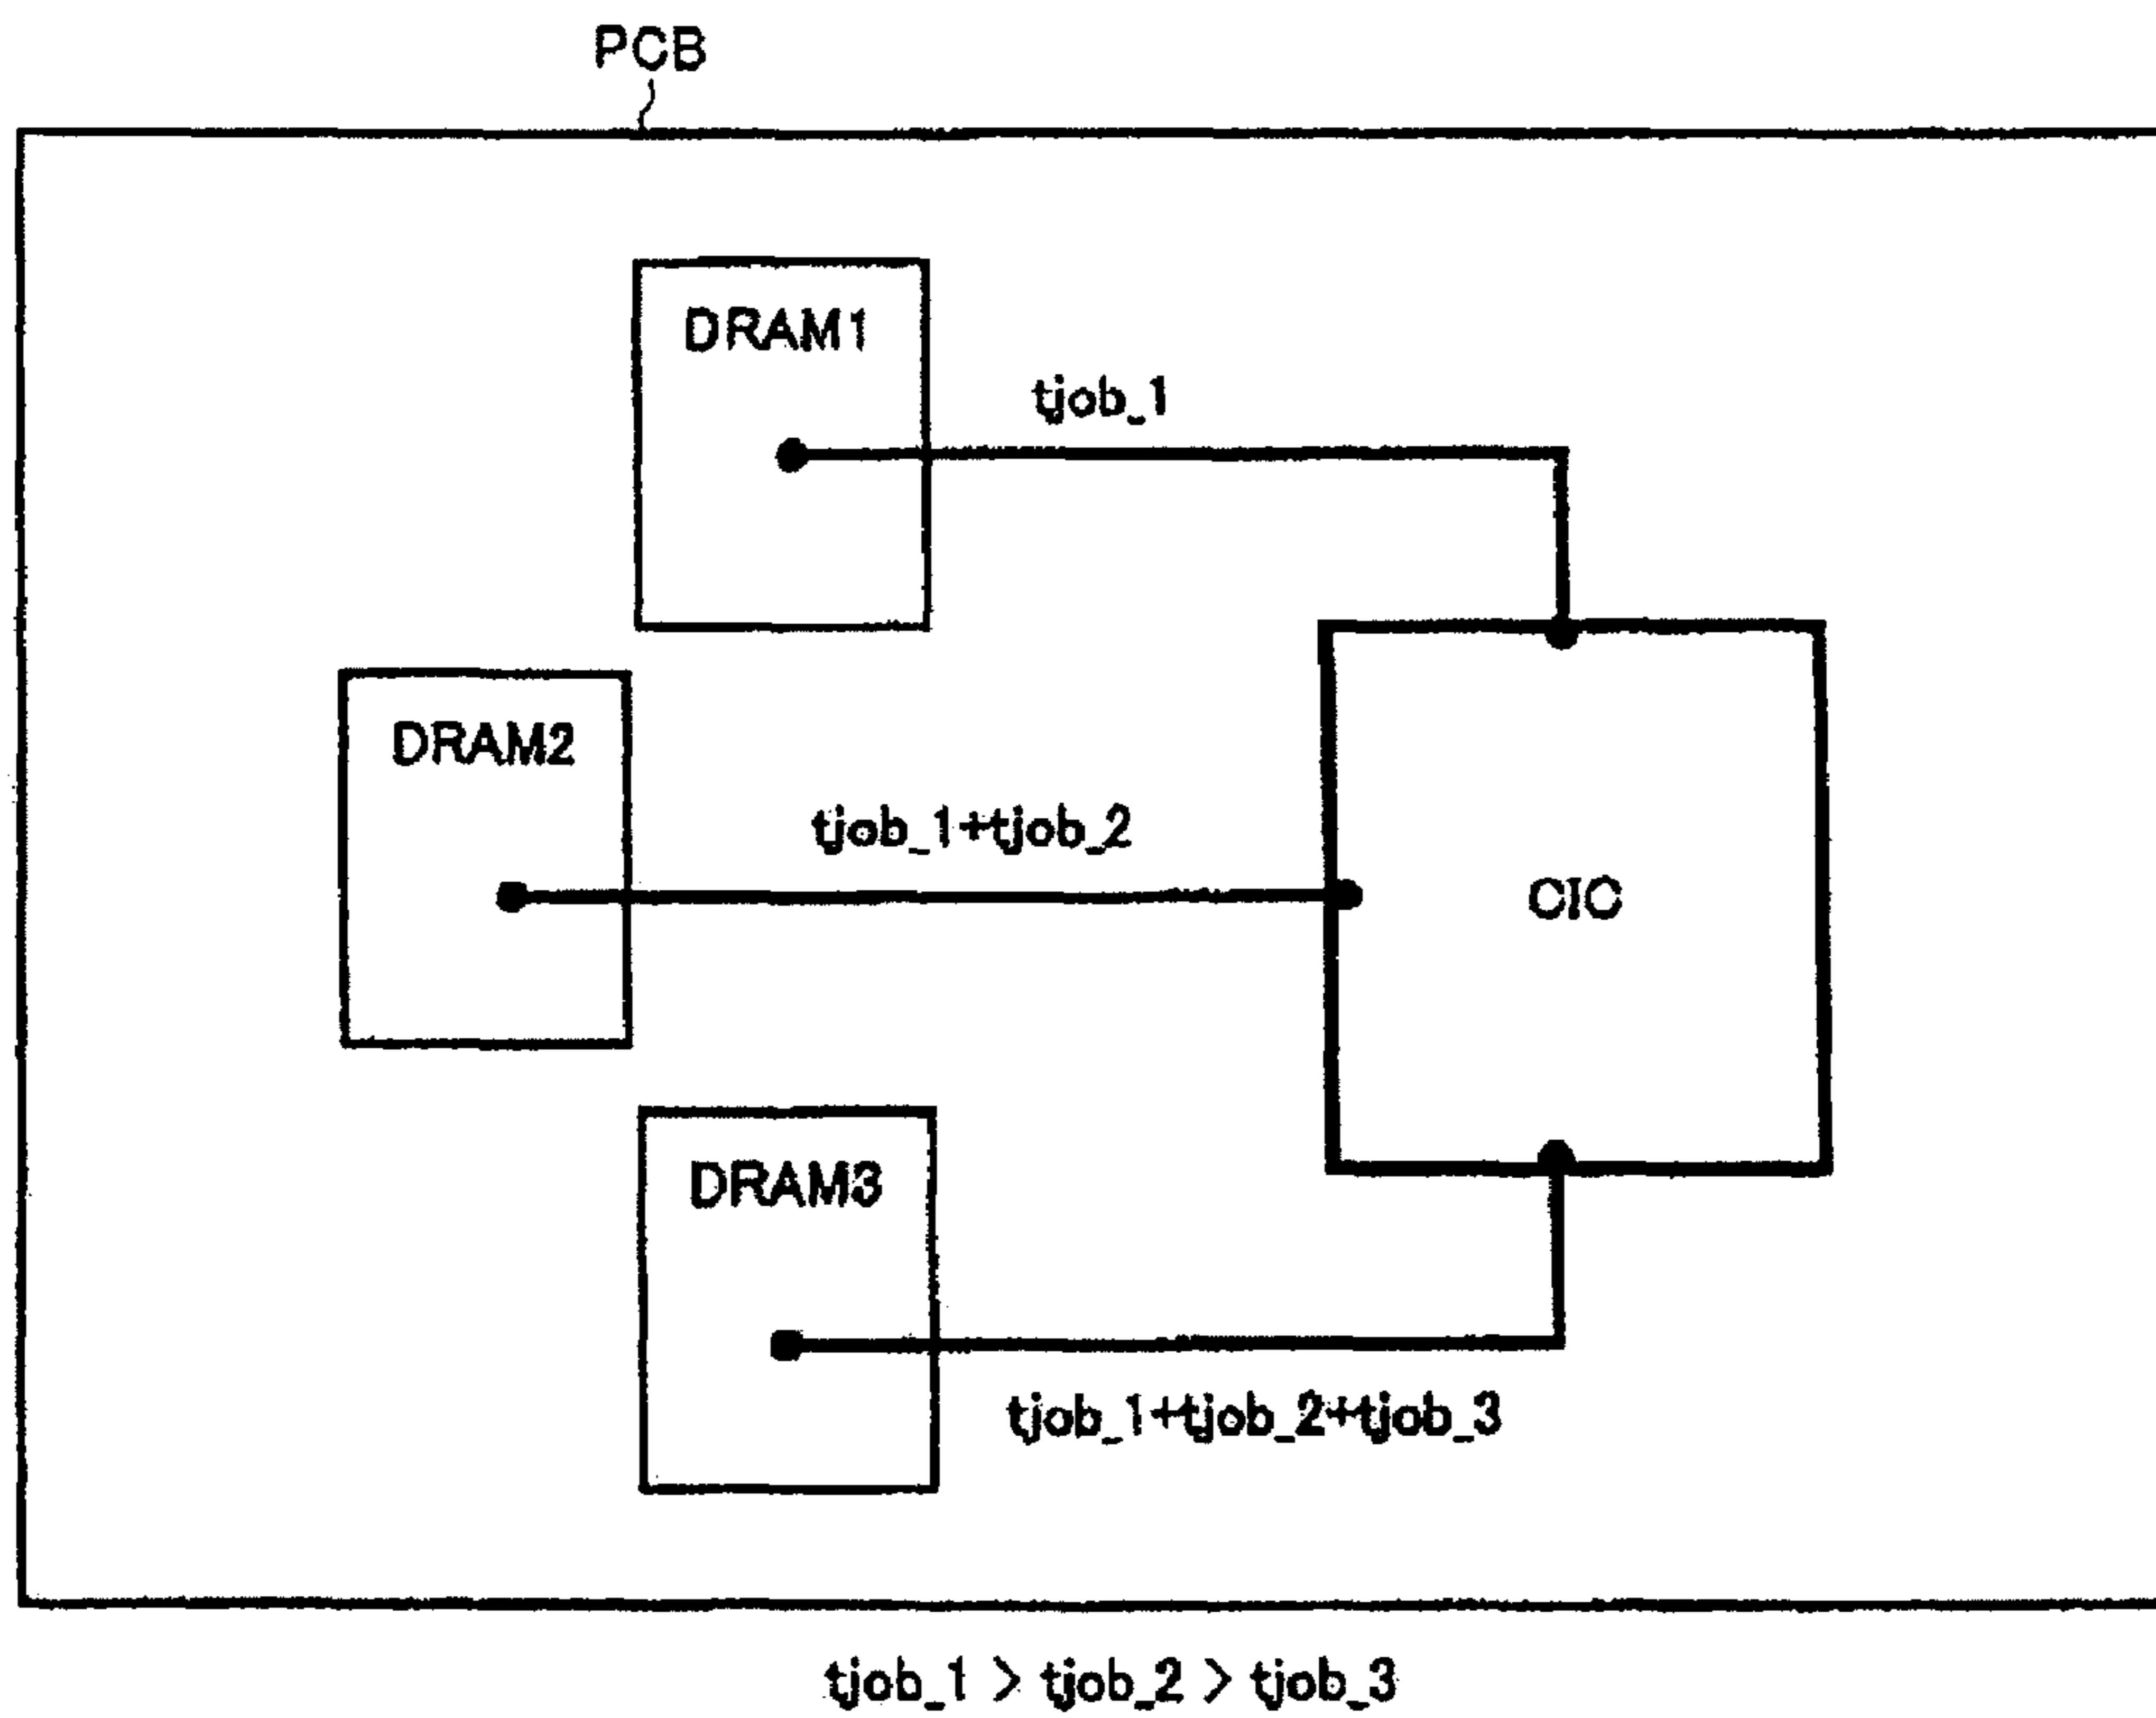 PCB
DRAM1
tjob_1
DRAM2
tjob_1+tjob_2
CIC
DRAM3
tjob_1+tjob_2+tjob_3
tjob_1 > tjob_2 > tjob_3